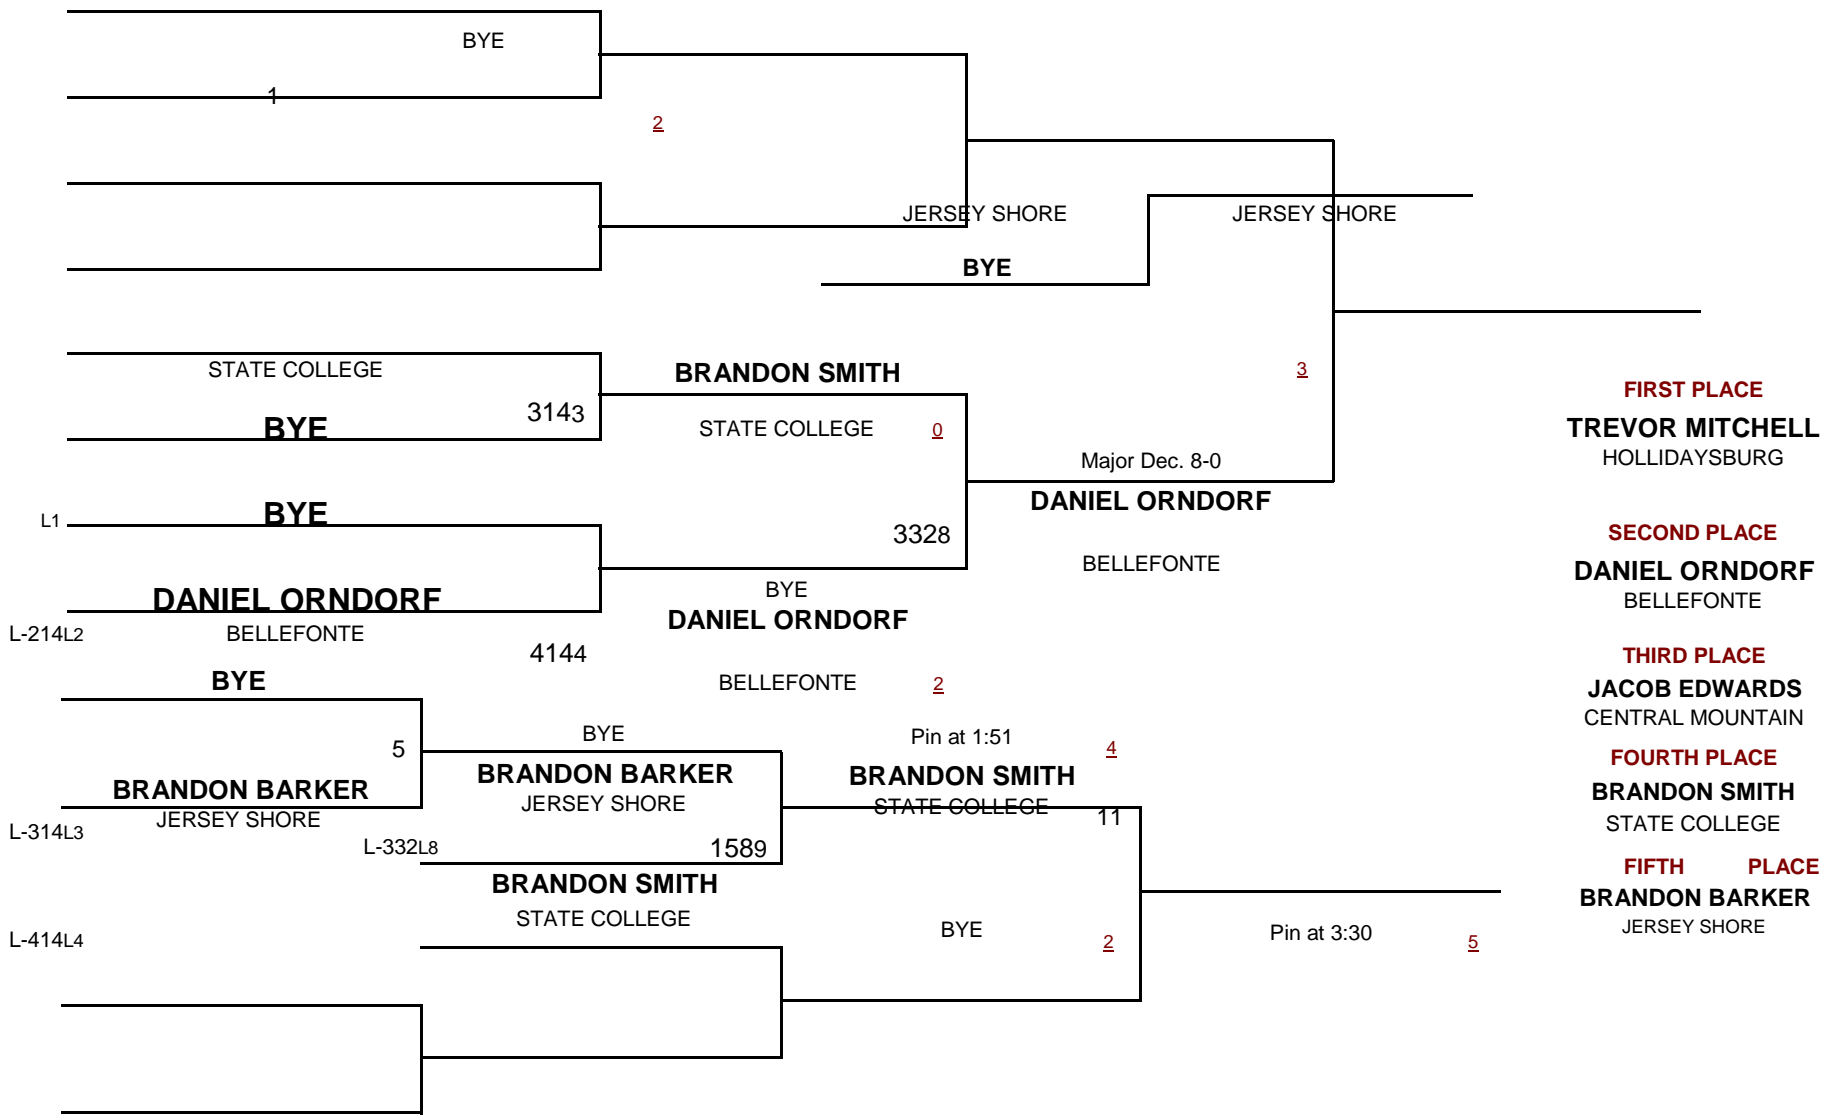 BYE
1
2
JERSEY SHORE
JERSEY SHORE
BYE
STATE COLLEGE
BRANDON SMITH
3
FIRST PLACE
3143
BYE
STATE COLLEGE
0
TREVOR MITCHELL
HOLLIDAYSBURG
Major Dec. 8-0
DANIEL ORNDORF
L1
BYE
3328
SECOND PLACE
BELLEFONTE
DANIEL ORNDORF
BELLEFONTE
DANIEL ORNDORF
BYE
DANIEL ORNDORF
L-214L2
BELLEFONTE
4144
THIRD PLACE
BYE
BELLEFONTE
2
JACOB EDWARDS
CENTRAL MOUNTAIN
5
BYE
Pin at 1:51
4
FOURTH PLACE
BRANDON BARKER
JERSEY SHORE
BRANDON BARKER
JERSEY SHORE
BRANDON SMITH
STATE COLLEGE
11
BRANDON SMITH
STATE COLLEGE
L-314L3
L-332L8
1589
FIFTH PLACE
BRANDON SMITH
STATE COLLEGE
BRANDON BARKER
JERSEY SHORE
L-414L4
BYE
2
Pin at 3:30
5